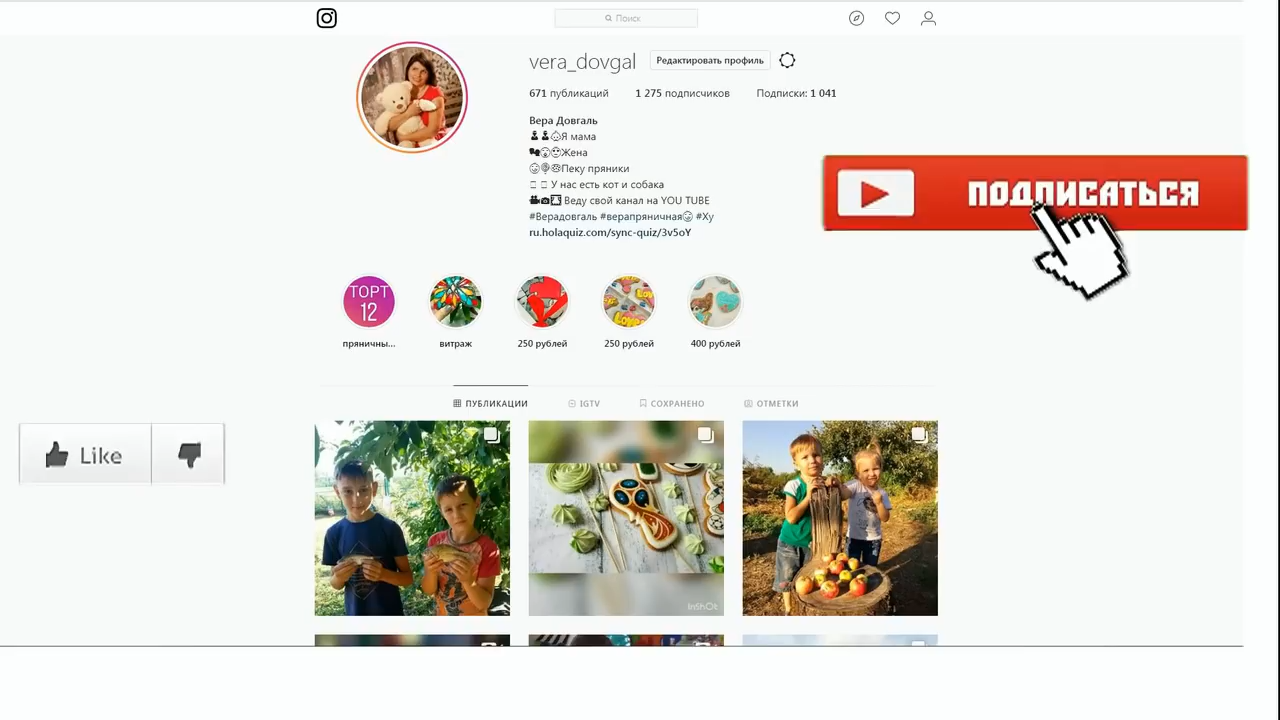 Поиск
vera_dovgal Редактировать профиль
671 публикаций 1 275 подписчиков Подписки: 1 041
Вера Довгаль
Я мама
Жена
Пеку пряники
У нас есть кот и собака
Веду свой канал на YOU TUBE
#Верадовгаль #верапряничная #Ху
ru.holaquiz.com/sync-quiz/3v5oY
ПОДПИСАТЬСЯ
ТОРТ
12
пряничны... витраж 250 рублей 250 рублей 400 рублей
ПУБЛИКАЦИИ IGTV СОХРАНЕНО ОТМЕТКИ
Like
InShOt